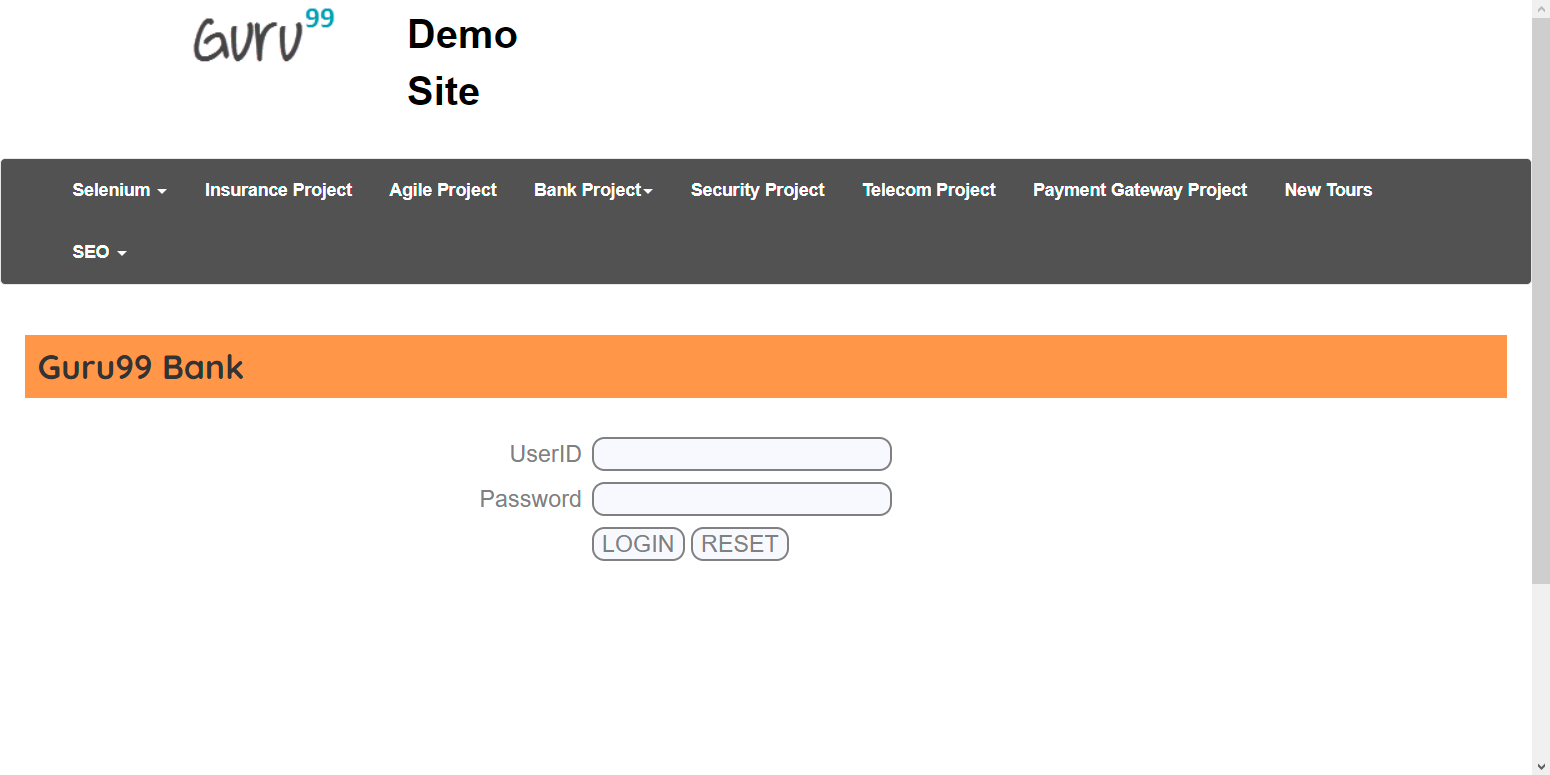 Guru99
Demo
Site
Selenium Insurance Project Agile Project Bank Project Security Project Telecom Project Payment Gateway Project New Tours
SEO
Guru99 Bank
UserID
Password
LOGIN RESET